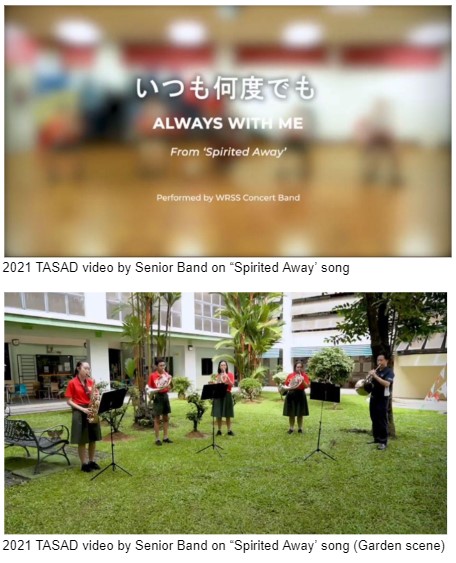 いつも何度でも
ALWAYS WITH ME
From ‘Spirited Away’
Performed by WRSS Concert Band
2021 TASAD video by Senior Band on “Spirited Away’ song
2021 TASAD video by Senior Band on “Spirited Away’ song (Garden scene)